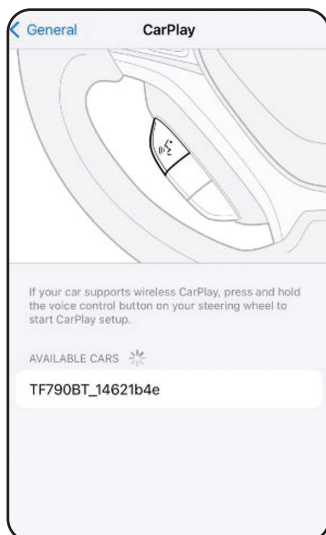 General
CarPlay
If your car supports wireless CarPlay, press and hold
the voice control button on your steering wheel to
start CarPlay setup.
AVAILABLE CARS
TF790BT_14621b4e